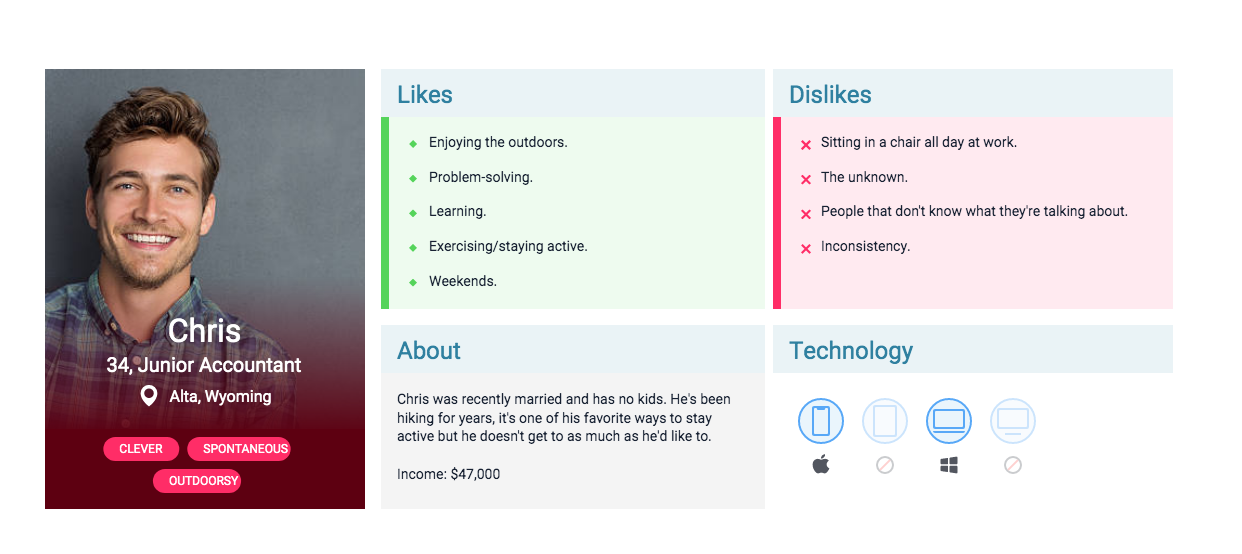 Chris
34, Junior Accountant
Alta, Wyoming
CLEVER
SPONTANEOUS
OUTDOORSY
Likes
Enjoying the outdoors.
Problem-solving.
Learning.
Exercising/staying active.
Weekends.
Dislikes
Sitting in a chair all day at work.
The unknown.
People that don't know what they're talking about.
Inconsistency.
About
Chris was recently married and has no kids. He's been
hiking for years, it's one of his favorite ways to stay
active but he doesn't get to as much as he'd like to.
Income: $47,000
Technology